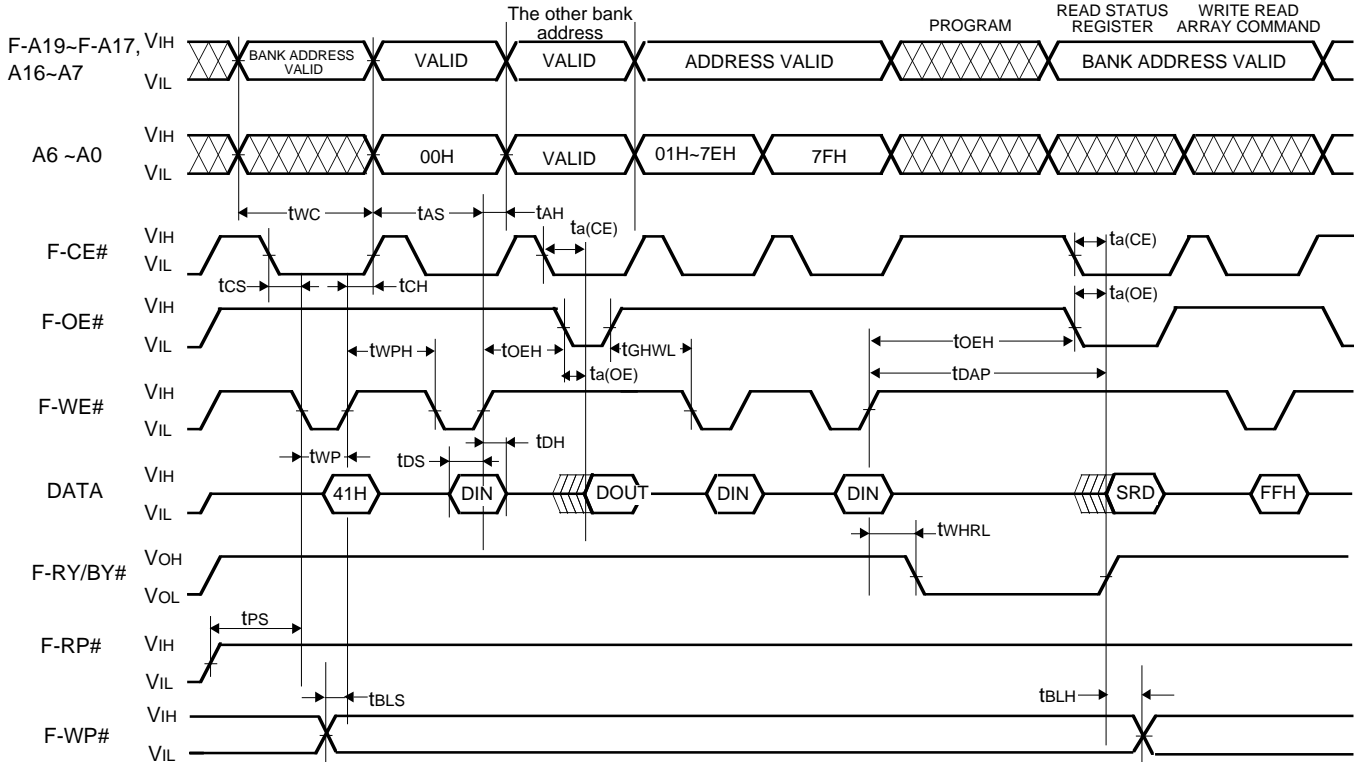 The other bank
address
PROGRAM
READ STATUS
REGISTER
WRITE READ
ARRAY COMMAND
F-A19~F-A17,
A16~A7
VIH
VIL
BANK ADDRESS
VALID
VALID
VALID
ADDRESS VALID
BANK ADDRESS VALID
A6 ~A0
VIH
VIL
00H
VALID
01H~7EH
7FH
tWC
tAS
tAH
F-CE#
VIH
VIL
ta(CE)
ta(CE)
tCS
tCH
F-OE#
VIH
VIL
ta(OE)
tWPH
tOEH
tGHWL
tOEH
ta(OE)
tDAP
F-WE#
VIH
VIL
tWP
tDS
tDH
DATA
VIH
VIL
41H
DIN
DOUT
DIN
DIN
SRD
FFH
tWHRL
F-RY/BY#
VOH
VOL
tPS
F-RP#
VIH
VIL
tBLS
tBLH
F-WP#
VIH
VIL